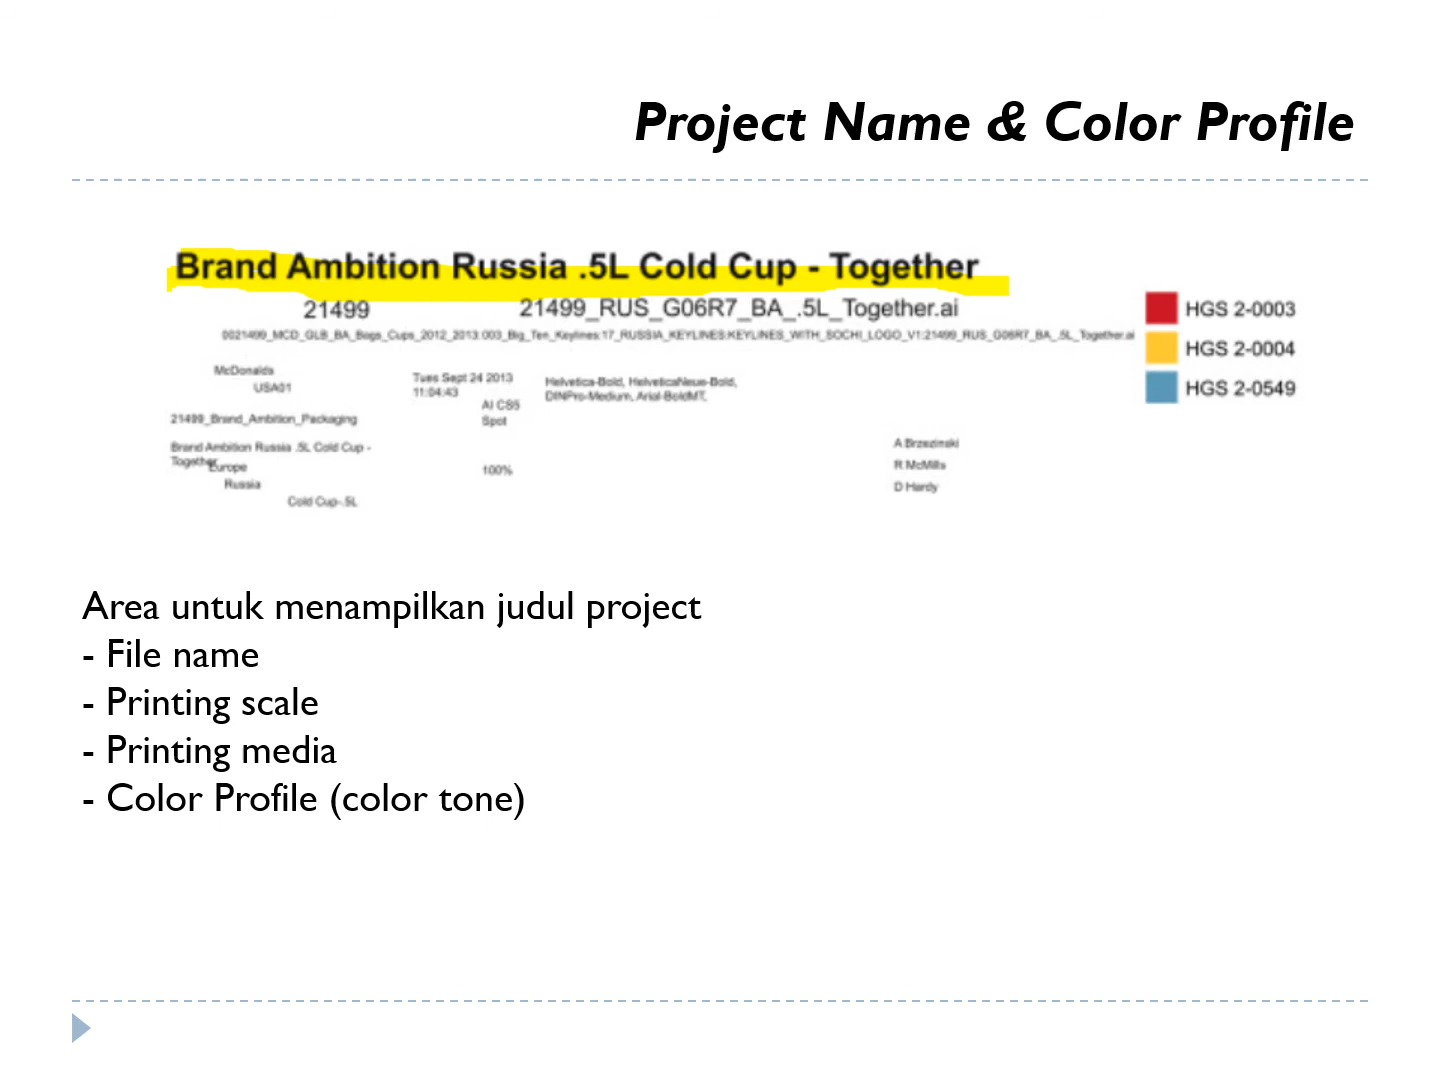 Project Name & Color Profile
Brand Ambition Russia .5L Cold Cup - Together
21499
21499_RUS_G06R7_BA_.5L_Together.ai
0021499_MCD_GLB_BA_Bags_Cups_2012_2013:003_Big_Ten_Keylines:17_RUSSIA_KEYLINES:KEYLINES_WITH_SOCHI_LOGO_V1:21499_RUS_G06R7_BA_.5L_Together.ai
HGS 2-0003
HGS 2-0004
HGS 2-0549
McDonalds
USA01
Tues Sept 24 2013
11:04:43
Helvetica-Bold, HelveticaNeue-Bold,
DINPro-Medium, Arial-BoldMT,
AI CS5
Spot
21499_Brand_Ambition_Packaging
Brand Ambition Russia .5L Cold Cup -
Together
Europe
Russia
Cold Cup-.5L
100%
A Brzezinski
R McMills
D Hardy
Area untuk menampilkan judul project
- File name
- Printing scale
- Printing media
- Color Profile (color tone)